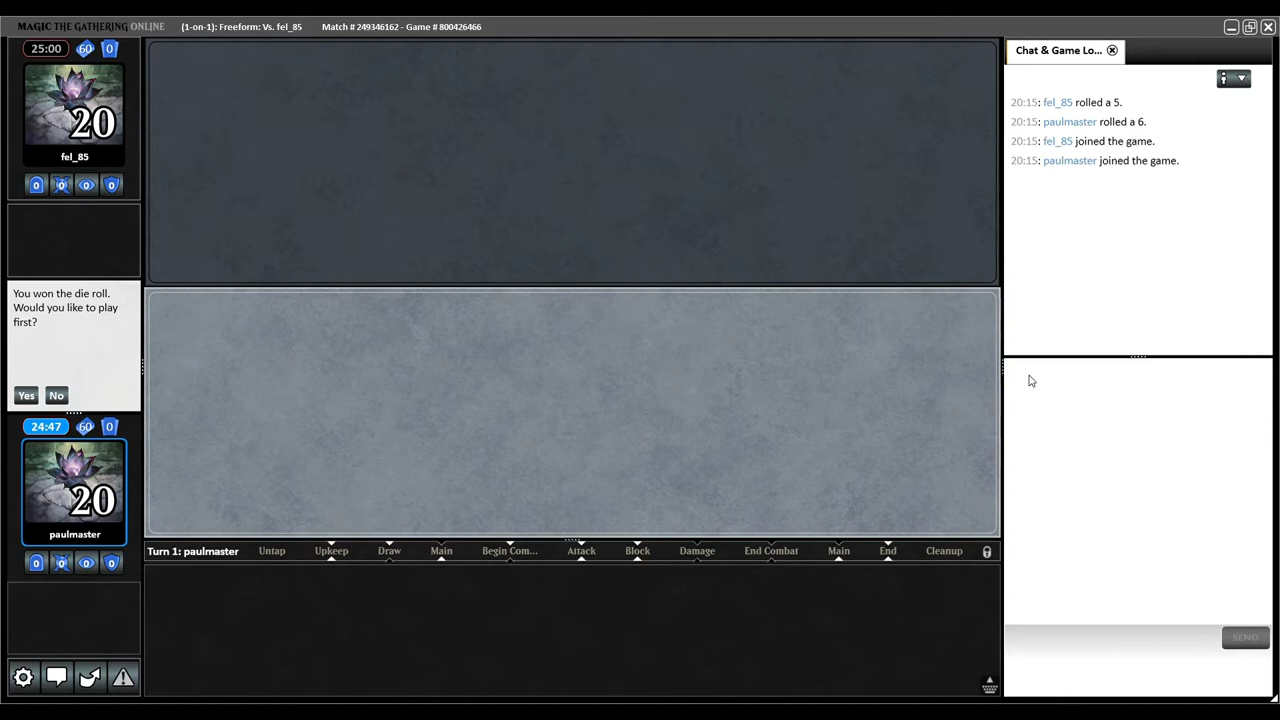 MAGIC THE GATHERING ONLINE (1-on-1): Freeform: Vs. fel_85 Match # 249346162 - Game # 800426466
25:00 60 0
20
fel_85
0 0 0 0
Chat & Game Lo...
20:15: fel_85 rolled a 5.
20:15: paulmaster rolled a 6.
20:15: fel_85 joined the game.
20:15: paulmaster joined the game.
You won the die roll.
Would you like to play
first?
Yes No
24:47 60 0
20
paulmaster
0 0 0 0
Turn 1: paulmaster Untap Upkeep Draw Main Begin Com... Attack Block Damage End Combat Main End Cleanup
SEND